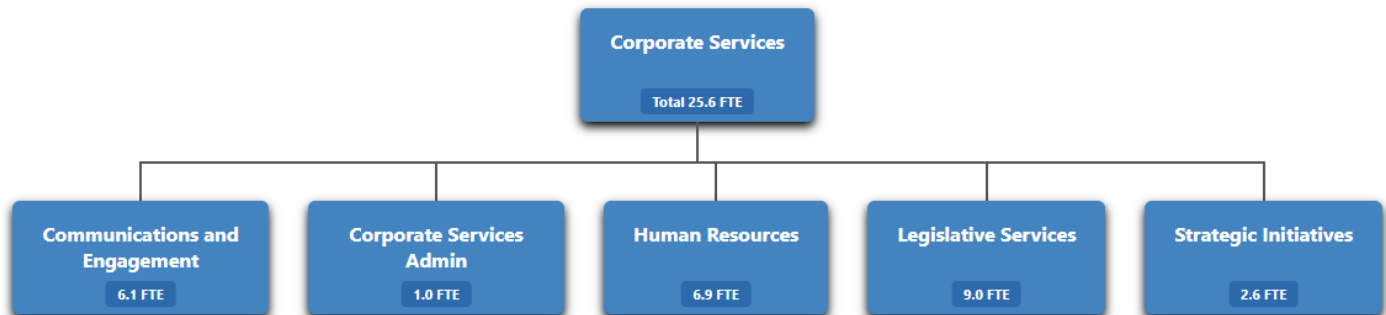 Corporate Services
Total 25.6 FTE
Communications and
Engagement
6.1 FTE
Corporate Services
Admin
1.0 FTE
Human Resources
6.9 FTE
Legislative Services
9.0 FTE
Strategic Initiatives
2.6 FTE